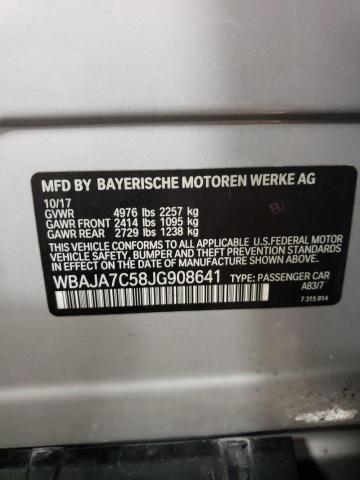 MFD BY BAYERISCHE MOTOREN WERKE AG
10/17
GVWR 4976 lbs 2257 kg
GAWR FRONT 2414 lbs 1095 kg
GAWR REAR 2729 lbs 1238 kg
THIS VEHICLE CONFORMS TO ALL APPLICABLE U.S.FEDERAL MOTOR
VEHICLE SAFETY, BUMPER, AND THEFT PREVENTION STANDARDS IN
EFFECT ON THE DATE OF MANUFACTURE SHOWN ABOVE.
WBAJA7C58JG908641 TYPE: PASSENGER CAR
A83/7
7 315 814